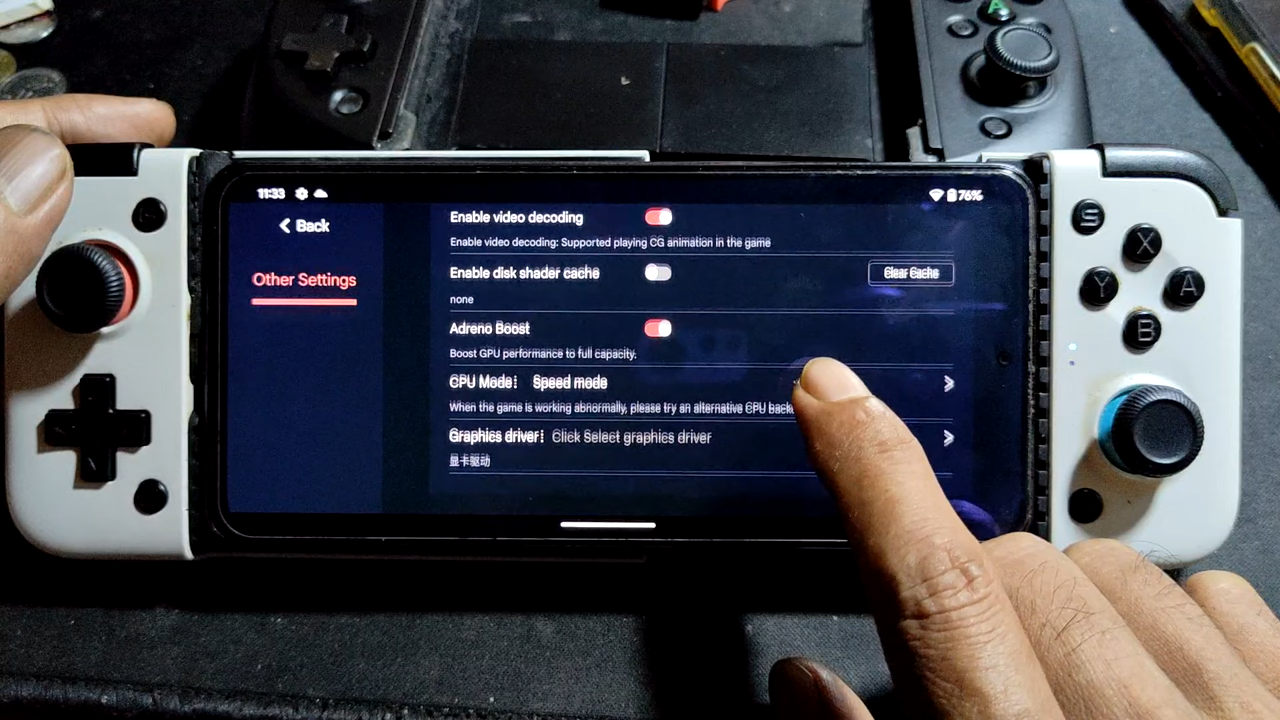 11:33
76%
Back
Other Settings
Enable video decoding
Enable video decoding: Supported playing CG animation in the game
Enable disk shader cache
Clear Cache
none
Adreno Boost
Boost GPU performance to full capacity.
CPU Mode: Speed mode
When the game is working abnormally, please try an alternative CPU
Graphics driver: Click Select graphics driver
显卡驱动
S
X
Y
A
B
A